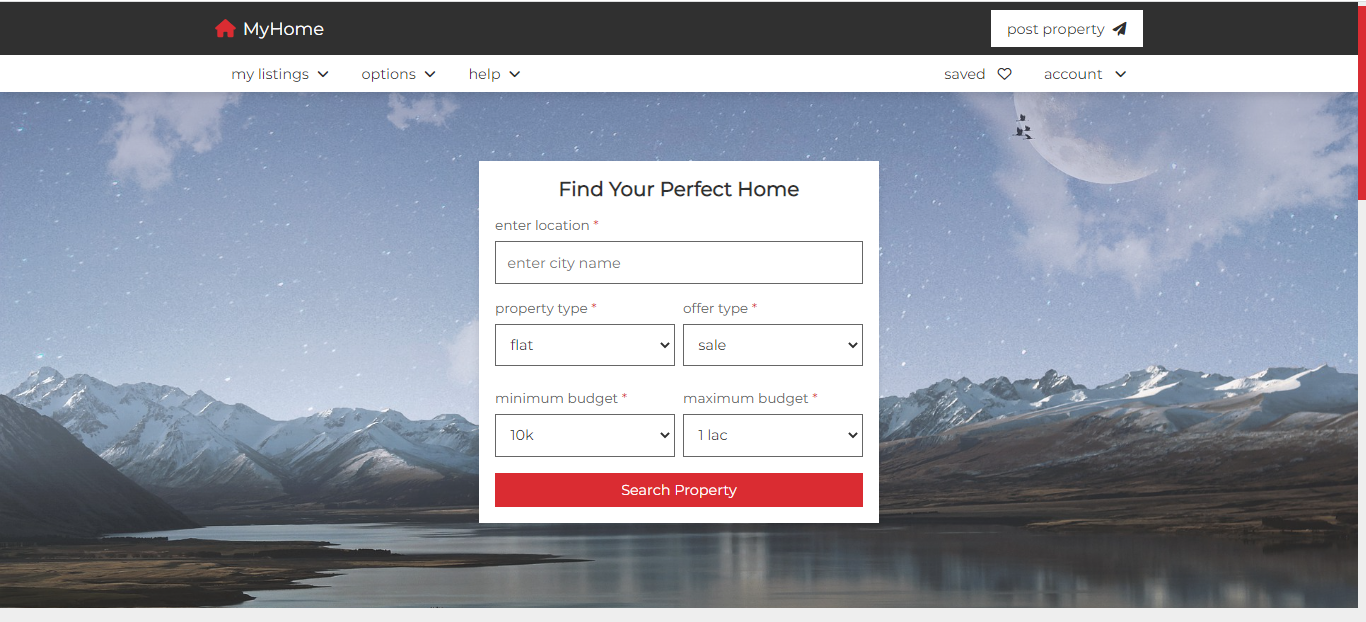 MyHome
post property
my listings options help saved account
Find Your Perfect Home
enter location *
enter city name
property type * offer type *
flat sale
minimum budget * maximum budget *
10k 1 lac
Search Property